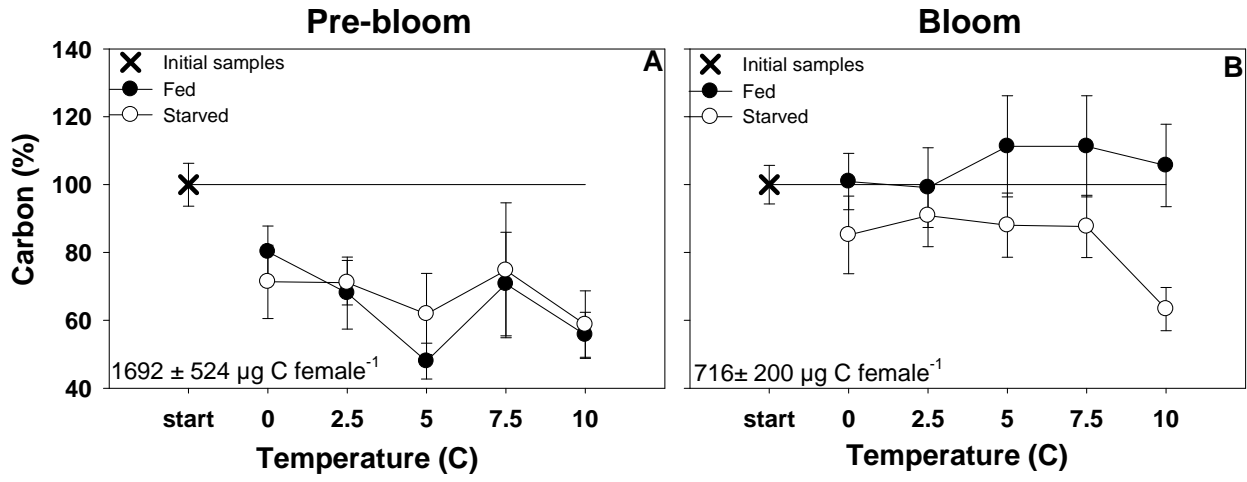 Pre-bloom
Bloom
140
120
100
80
60
40
Carbon (%)
Initial samples
Fed
Starved
A
1692 ± 524 µg C female-1
start 0 2.5 5 7.5 10
Temperature (C)
Initial samples
Fed
Starved
B
716± 200 µg C female-1
start 0 2.5 5 7.5 10
Temperature (C)